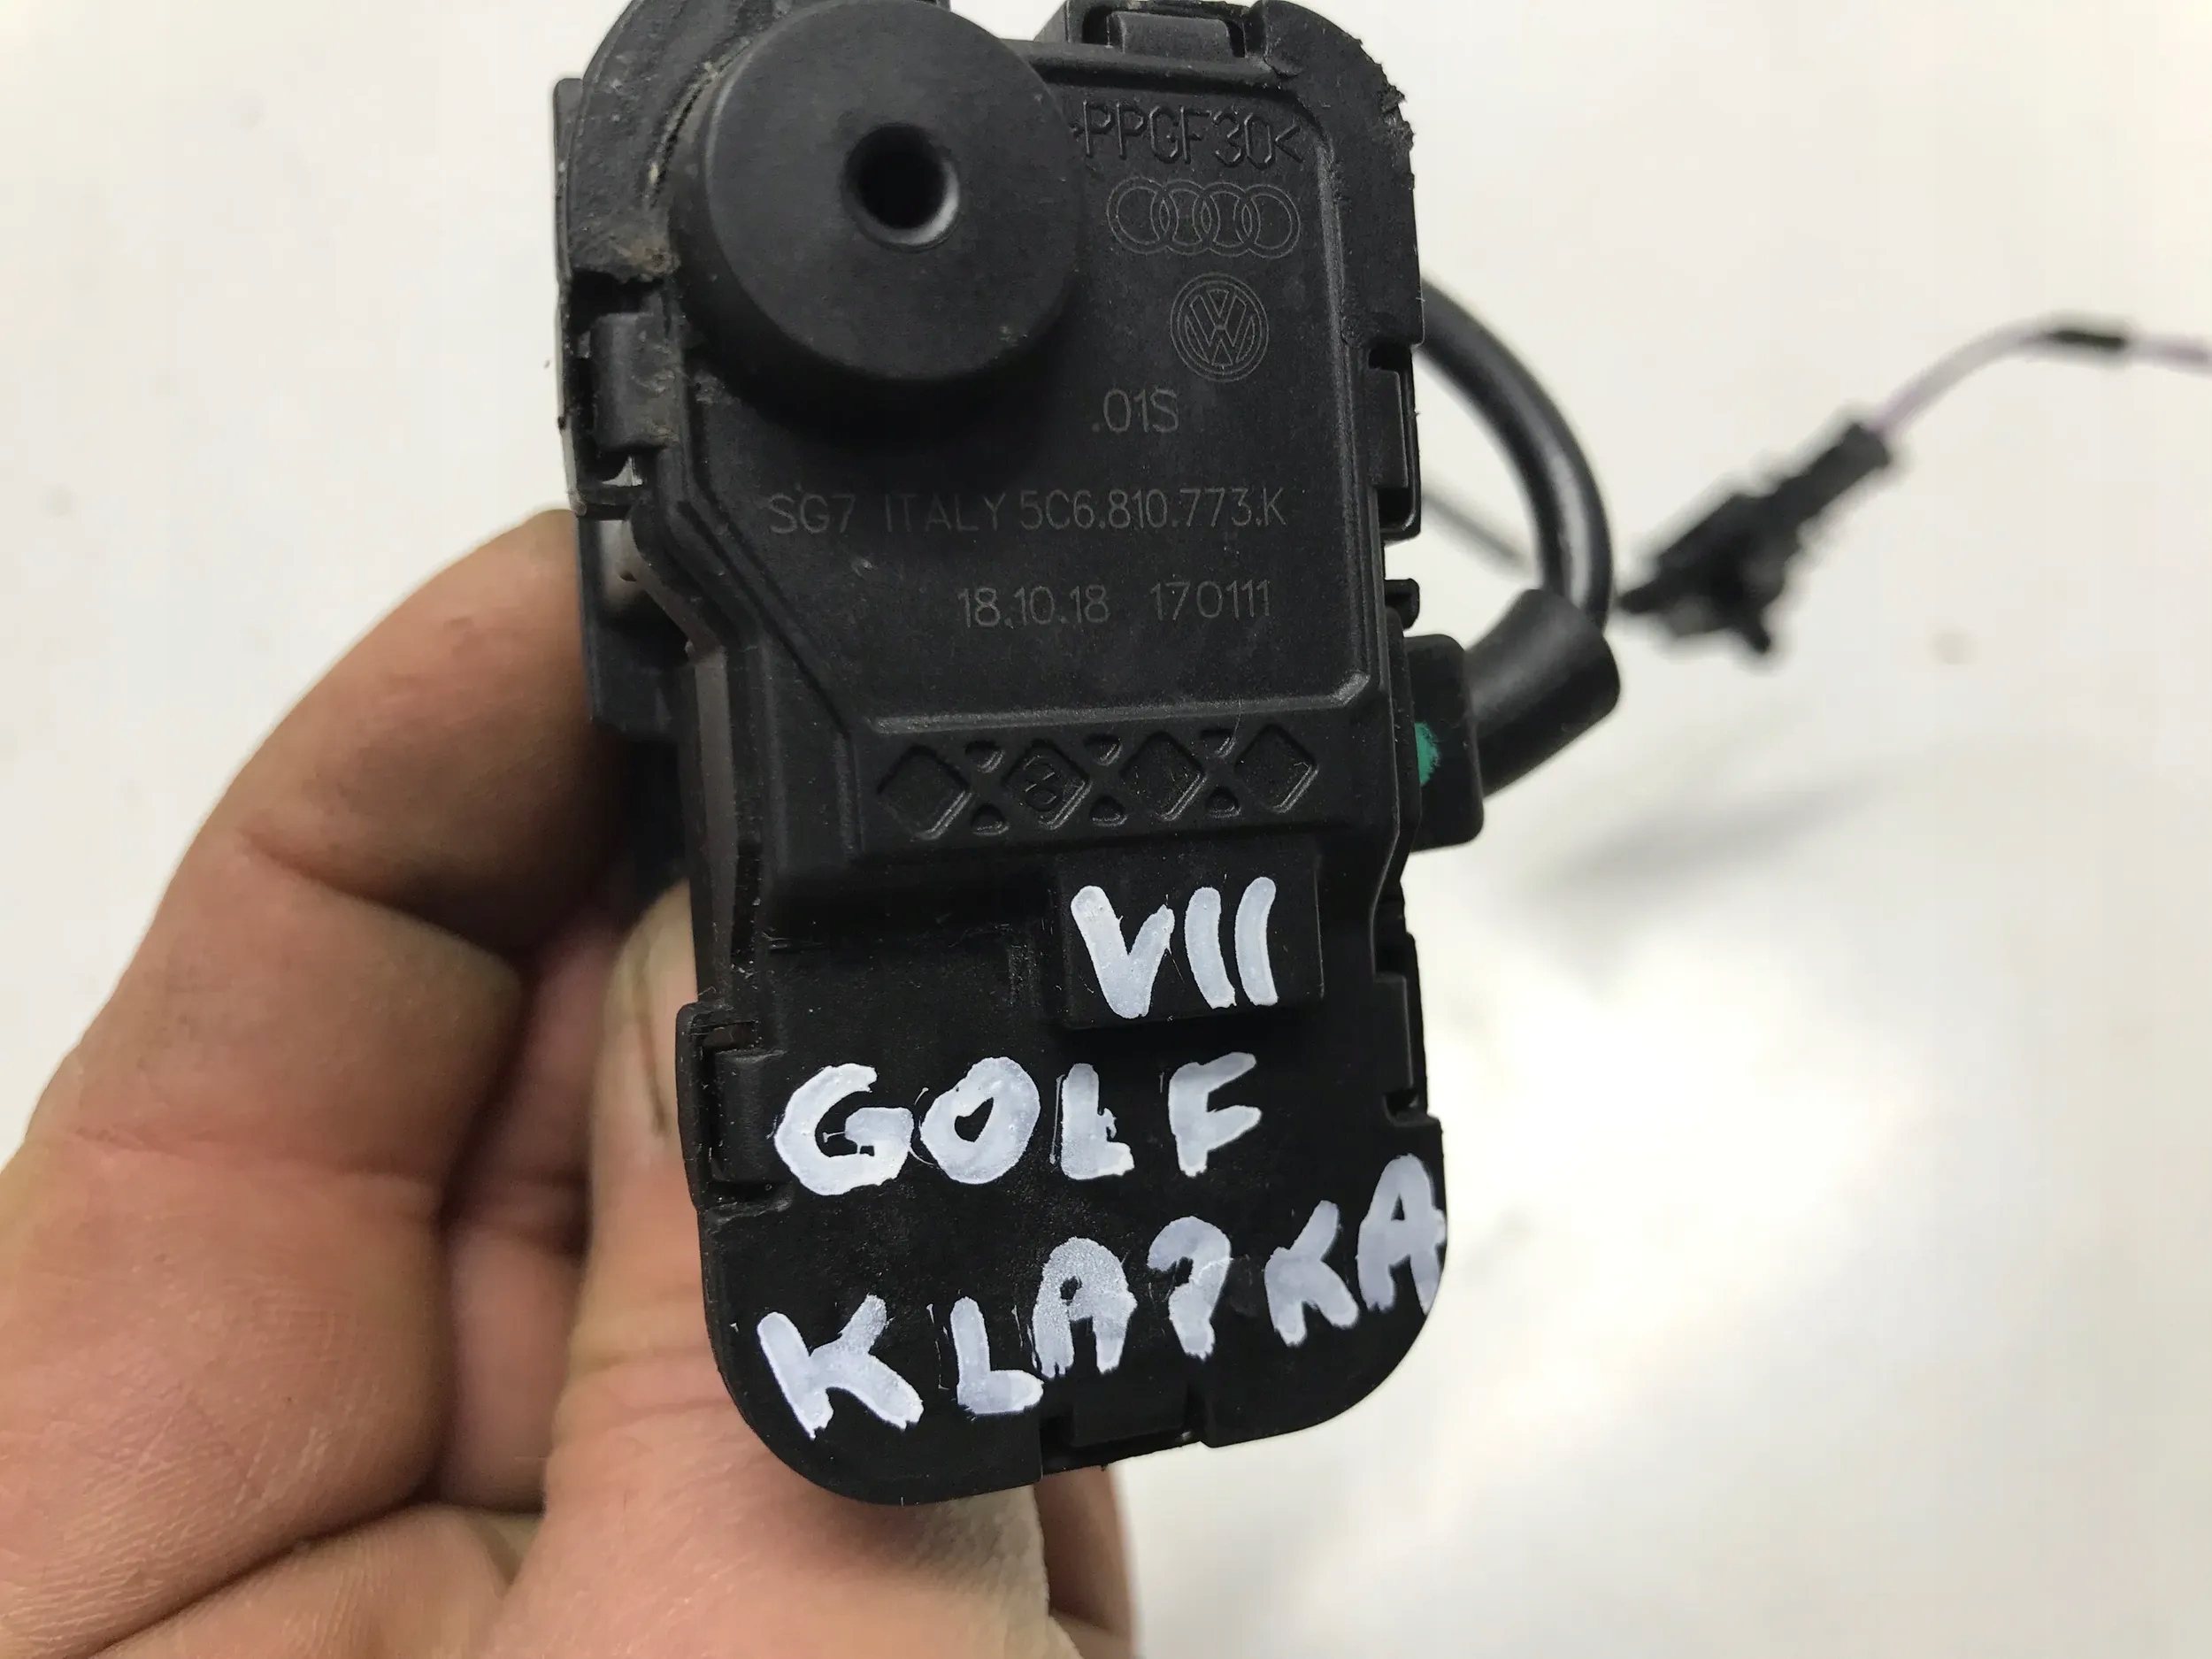 >PPGF30<
.01S
SG7 ITALY 5C6.810.773.K
18.10.18 170111
VII
GOLF
KLAPKA